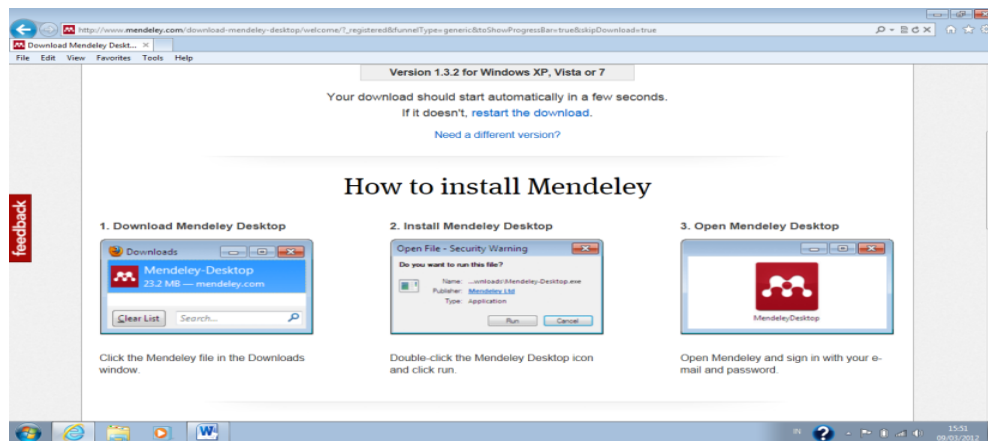 http://www.mendeley.com/download-mendeley-desktop/welcome/?_registered&funnelType=generic&toShowProgressBar=true&skipDownload=true
Download Mendeley Deskt...
File Edit View Favorites Tools Help
Version 1.3.2 for Windows XP, Vista or 7
Your download should start automatically in a few seconds.
If it doesn't, restart the download.
Need a different version?
feedback
How to install Mendeley
1. Download Mendeley Desktop
Downloads
Mendeley-Desktop
23.2 MB — mendeley.com
Clear List Search...
Click the Mendeley file in the Downloads
window.
2. Install Mendeley Desktop
Open File - Security Warning
Do you want to run this file?
Name: ...wnloads\Mendeley-Desktop.exe
Publisher: Mendeley Ltd
Type: Application
Run Cancel
Double-click the Mendeley Desktop icon
and click run.
3. Open Mendeley Desktop
MendeleyDesktop
Open Mendeley and sign in with your e-
mail and password.
IN
15:51
09/03/2012